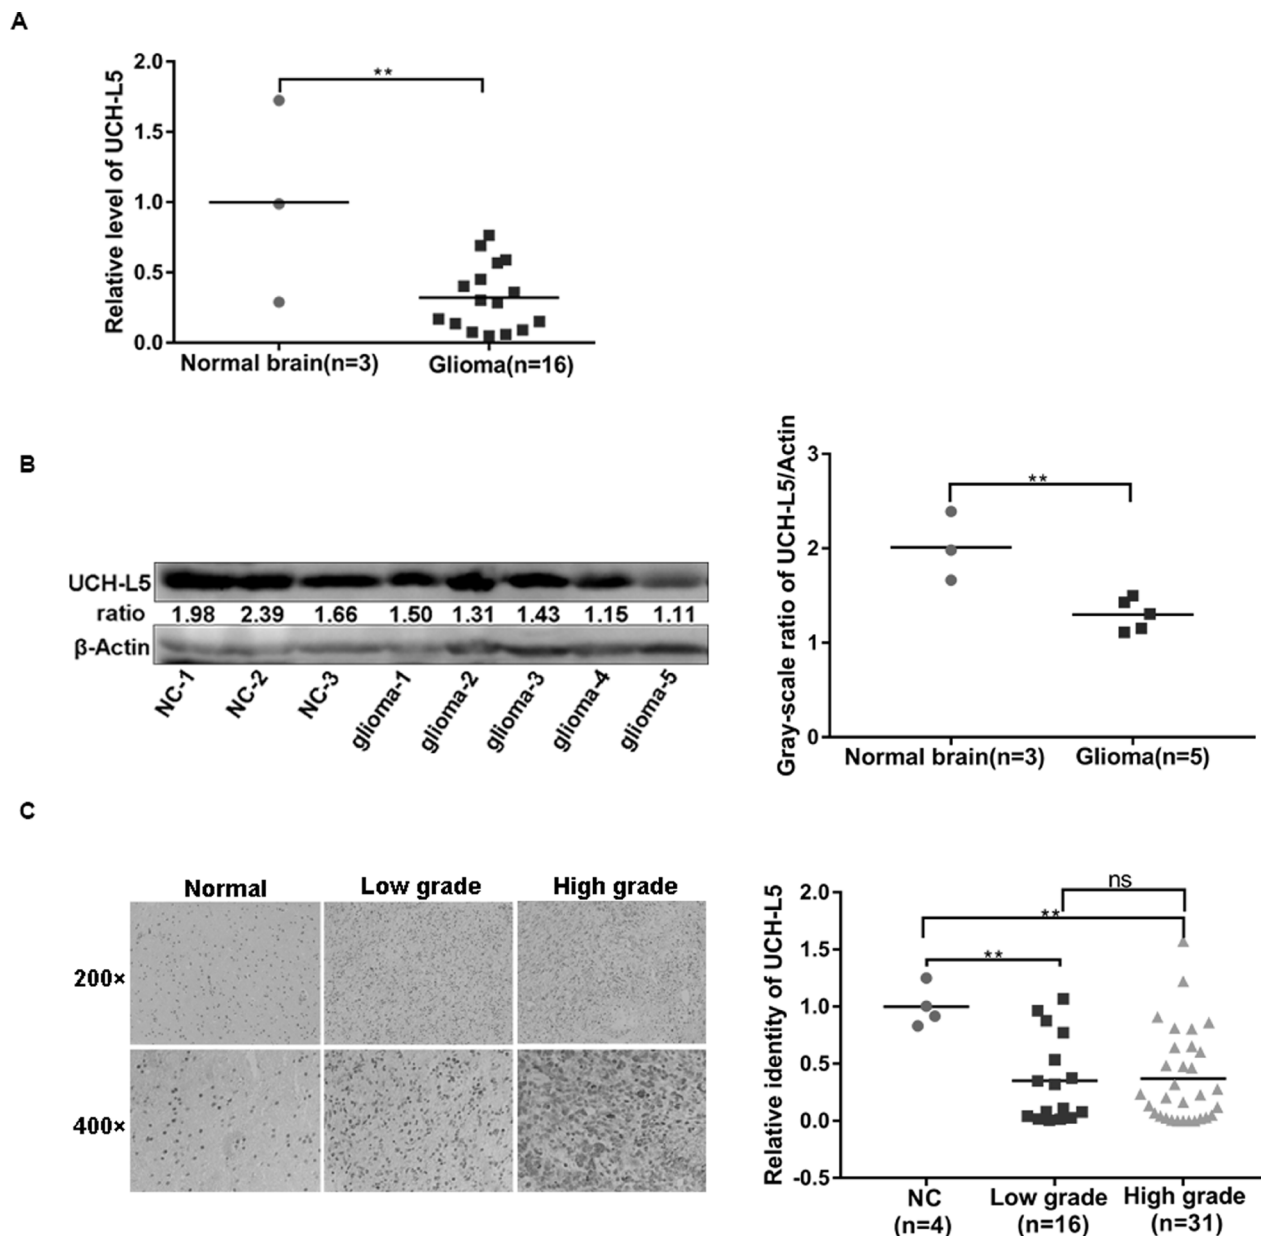 A
Relative level of UCH-L5
2.0
1.5
1.0
0.5
0.0
**
Normal brain(n=3)
Glioma(n=16)
B
UCH-L5
ratio 1.98 2.39 1.66 1.50 1.31 1.43 1.15 1.11
β-Actin
NC-1 NC-2 NC-3 glioma-1 glioma-2 glioma-3 glioma-4 glioma-5
Gray-scale ratio of UCH-L5/Actin
3
2
1
0
**
Normal brain(n=3)
Glioma(n=5)
C
Normal Low grade High grade
200×
400×
Relative identity of UCH-L5
2.0
1.5
1.0
0.5
0.0
-0.5
ns
**
**
NC Low grade High grade
(n=4) (n=16) (n=31)